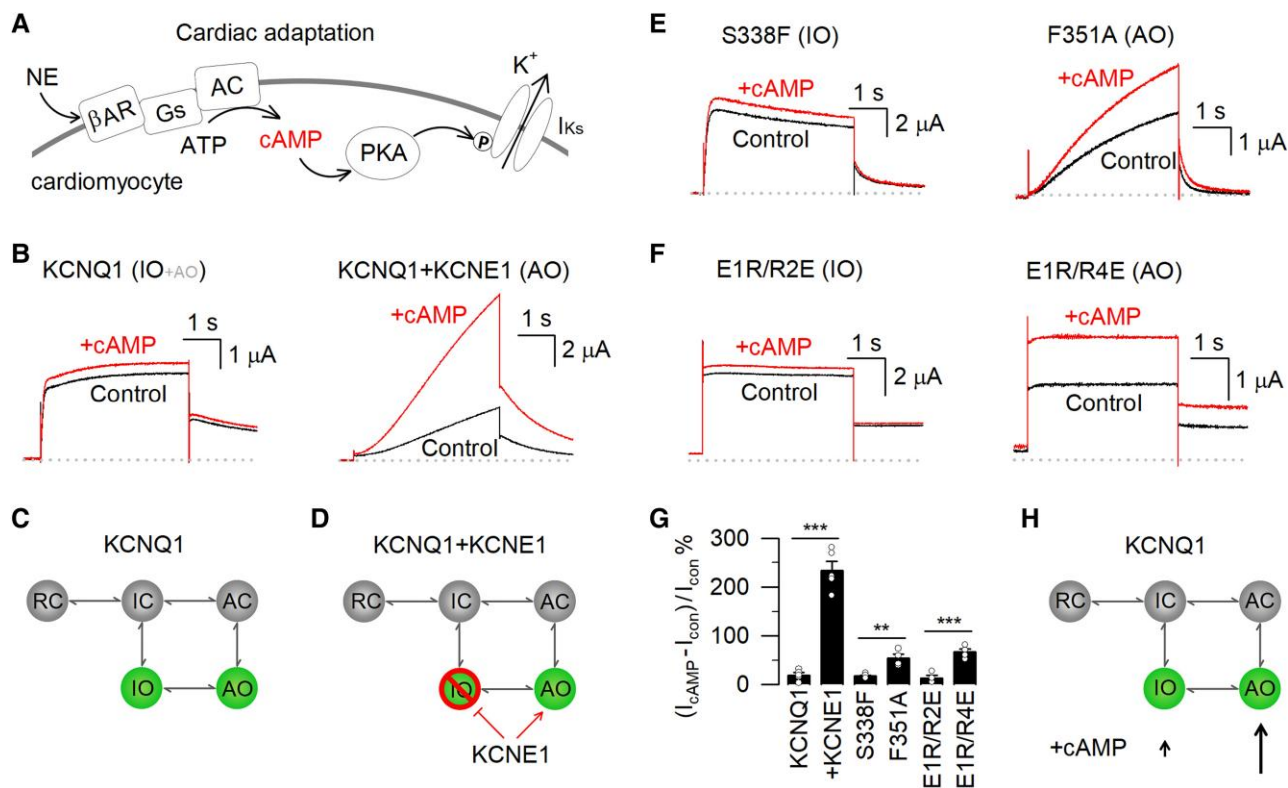 A
Cardiac adaptation
NE
βAR
Gs
AC
ATP
cAMP
PKA
P
K+
IKs
cardiomyocyte
B
KCNQ1 (IO+AO)
+cAMP
Control
1 s
1 μA
KCNQ1+KCNE1 (AO)
+cAMP
Control
1 s
2 μA
C
KCNQ1
RC
IC
AC
IO
AO
D
KCNQ1+KCNE1
RC
IC
AC
IO
AO
KCNE1
E
S338F (IO)
+cAMP
Control
1 s
2 μA
F351A (AO)
+cAMP
Control
1 s
1 μA
F
E1R/R2E (IO)
+cAMP
Control
1 s
2 μA
E1R/R4E (AO)
+cAMP
Control
1 s
1 μA
G
(IcAMP - Icon) / Icon %
300
200
100
0
***
**
***
KCNQ1
+KCNE1
S338F
F351A
E1R/R2E
E1R/R4E
H
KCNQ1
RC
IC
AC
IO
AO
+cAMP